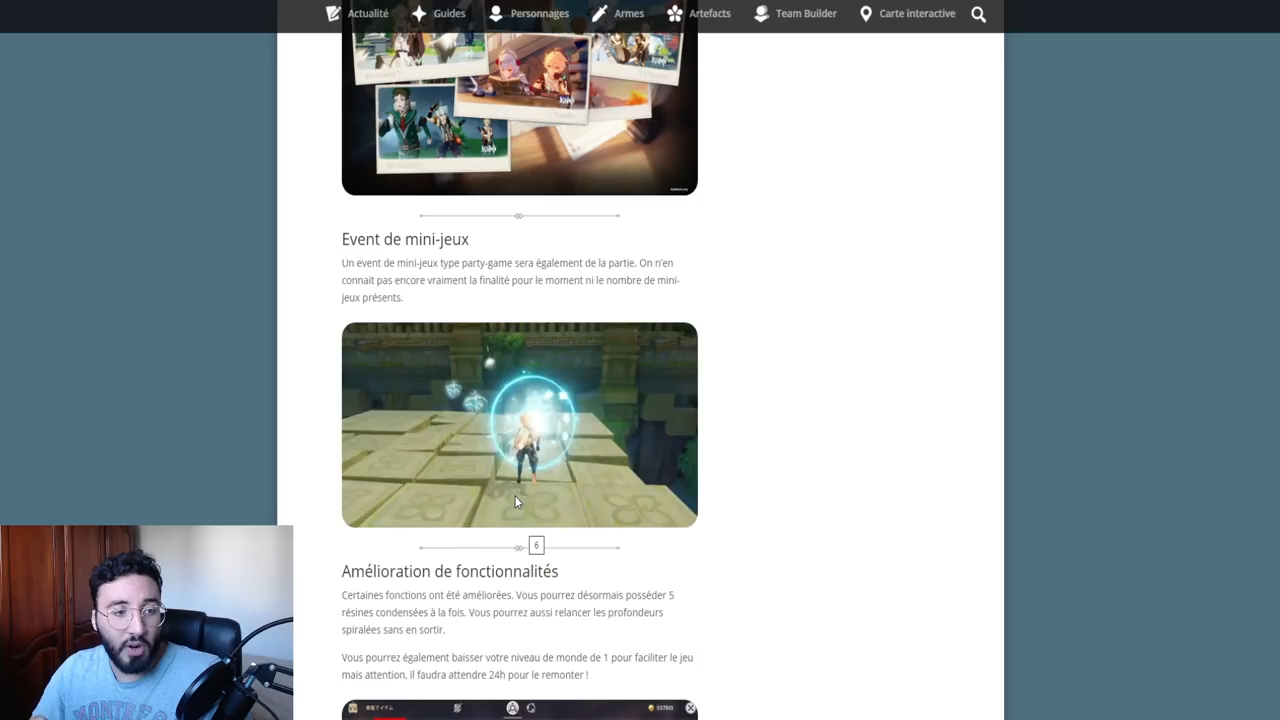 Actualité Guides Personnages Armes Artefacts Team Builder Carte interactive
Event de mini-jeux
Un event de mini-jeux type party-game sera également de la partie. On n'en
connait pas encore vraiment la finalité pour le moment ni le nombre de mini-
jeux présents.
6
Amélioration de fonctionnalités
Certaines fonctions ont été améliorées. Vous pourrez désormais posséder 5
résines condensées à la fois. Vous pourrez aussi relancer les profondeurs
spiralées sans en sortir.
Vous pourrez également baisser votre niveau de monde de 1 pour faciliter le jeu
mais attention, il faudra attendre 24h pour le remonter !
MONTRE